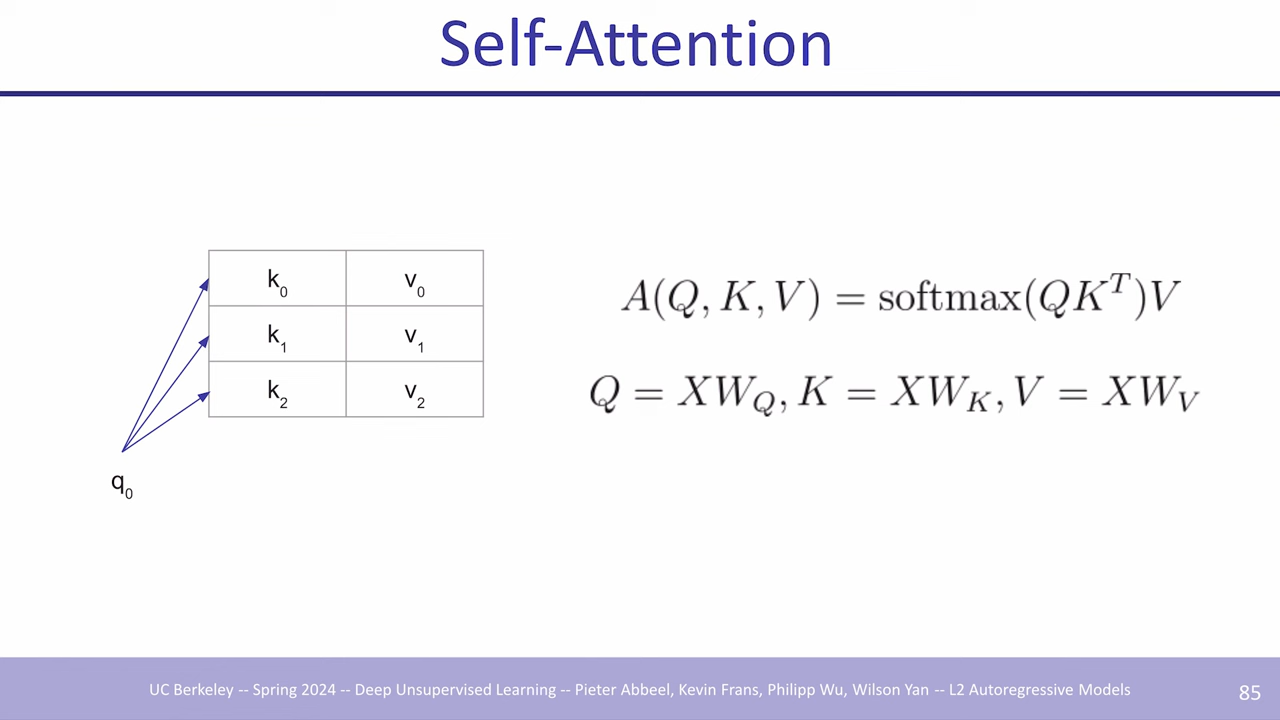 Self-Attention
k₀ v₀
k₁ v₁
k₂ v₂
q₀
A(Q, K, V) = softmax(QKᵀ)V
Q = XW_Q, K = XW_K, V = XW_V
UC Berkeley -- Spring 2024 -- Deep Unsupervised Learning -- Pieter Abbeel, Kevin Frans, Philipp Wu, Wilson Yan -- L2 Autoregressive Models
85